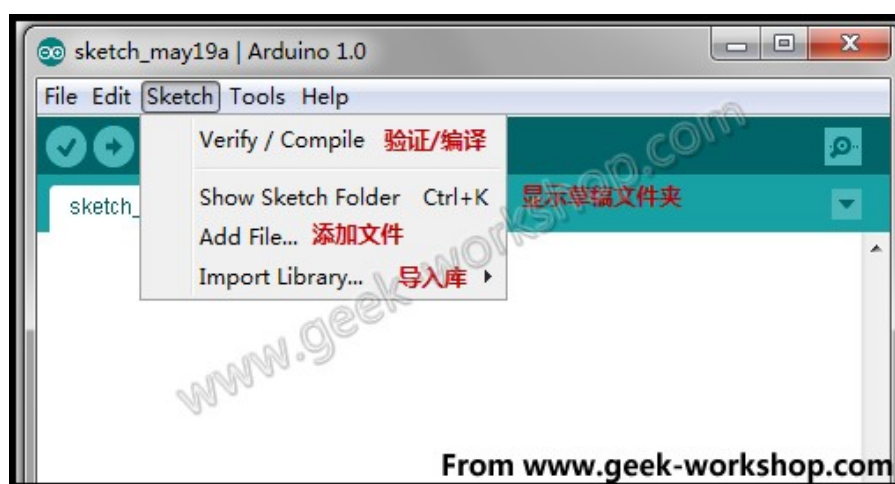 sketch_may19a | Arduino 1.0
File Edit Sketch Tools Help
Verify / Compile 验证/编译
sketch_
Show Sketch Folder Ctrl+K 显示草稿文件夹
Add File... 添加文件
Import Library... 导入库
www.geek-workshop.com
From www.geek-workshop.com